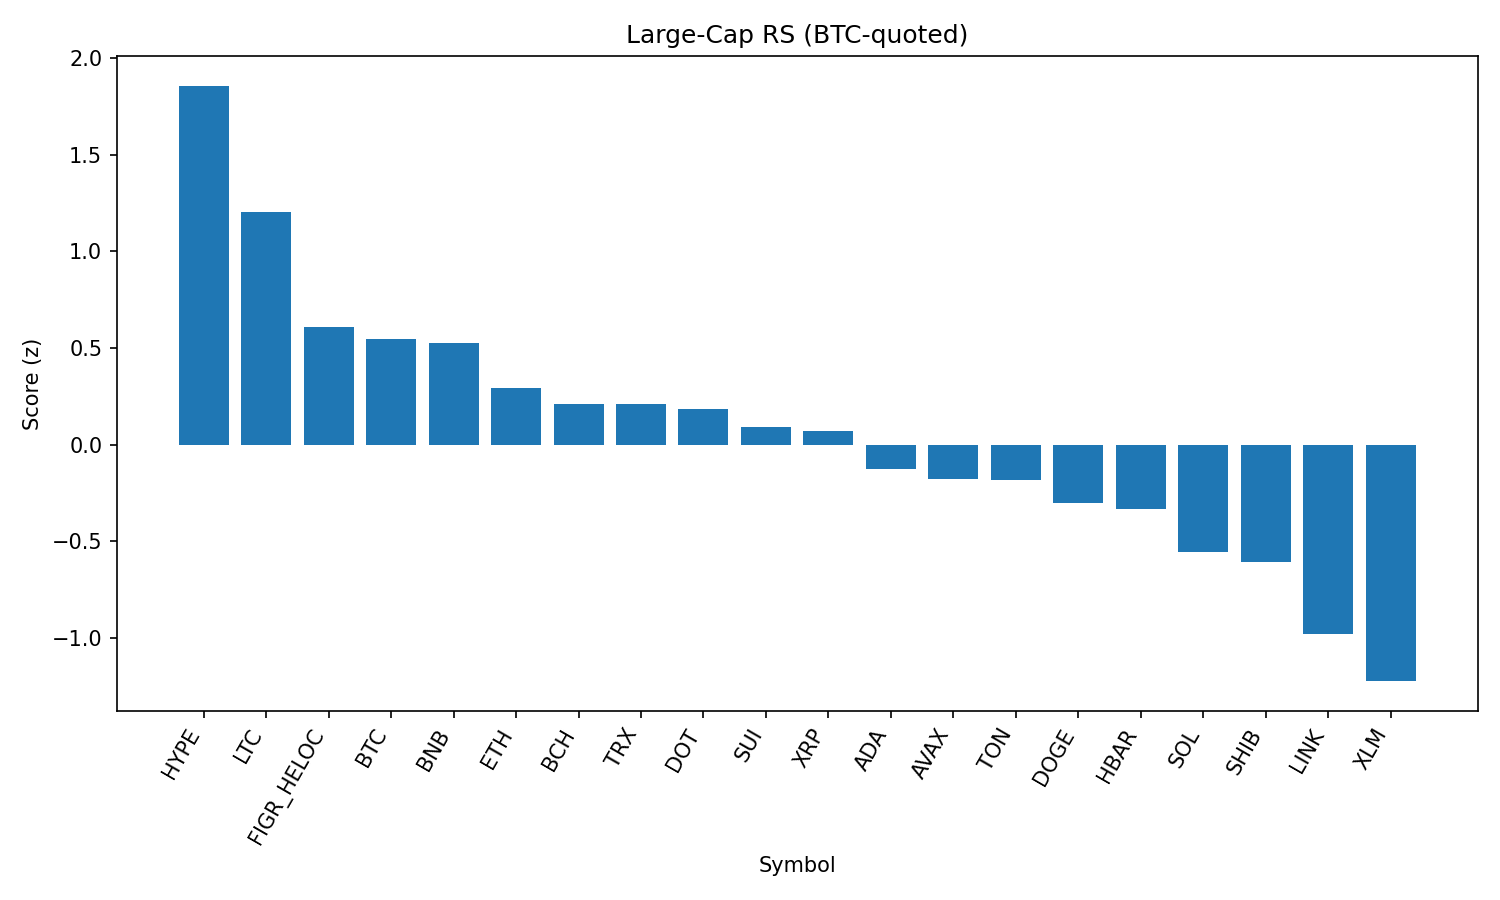 Large-Cap RS (BTC-quoted)
Score (z)
2.0
1.5
1.0
0.5
0.0
−0.5
−1.0
HYPE
LTC
FIGR_HELOC
BTC
BNB
ETH
BCH
TRX
DOT
SUI
XRP
ADA
AVAX
TON
DOGE
HBAR
SOL
SHIB
LINK
XLM
Symbol